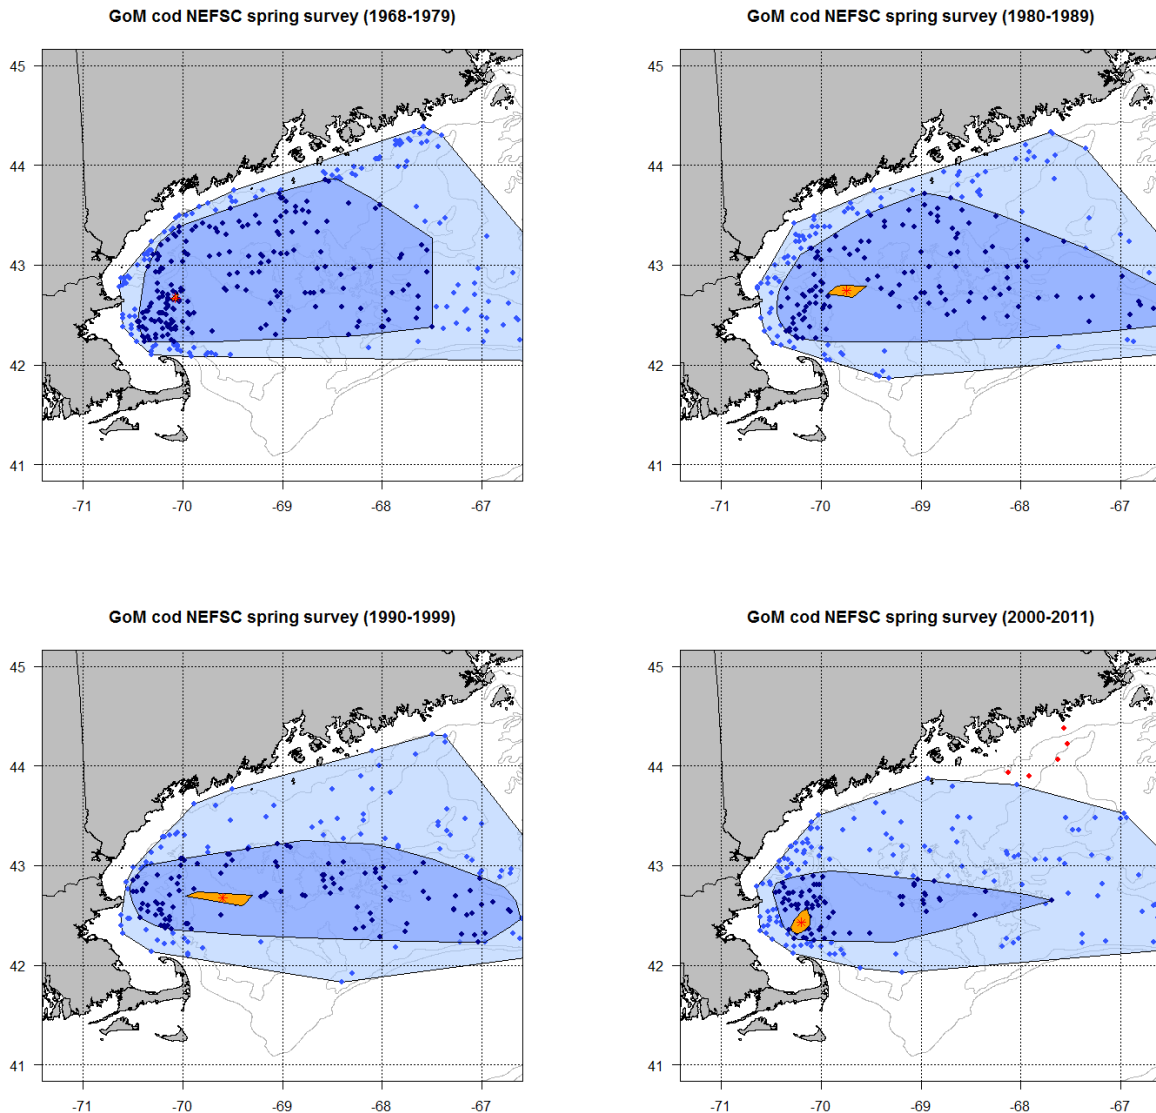 GoM cod NEFSC spring survey (1968-1979)
45
44
43
42
41
-71 -70 -69 -68 -67
GoM cod NEFSC spring survey (1980-1989)
45
44
43
42
41
-71 -70 -69 -68 -67
GoM cod NEFSC spring survey (1990-1999)
45
44
43
42
41
-71 -70 -69 -68 -67
GoM cod NEFSC spring survey (2000-2011)
45
44
43
42
41
-71 -70 -69 -68 -67